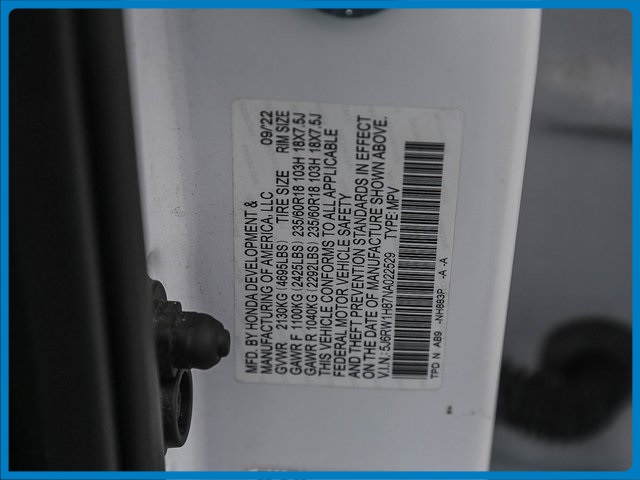 MFD. BY HONDA DEVELOPMENT &
MANUFACTURING OF AMERICA, LLC 09/22
GVWR 2130KG (4695LBS) TIRE SIZE RIM SIZE
GAWR F 1100KG (2425LBS) 235/60R18 103H 18X7.5J
GAWR R 1040KG (2292LBS) 235/60R18 103H 18X7.5J
THIS VEHICLE CONFORMS TO ALL APPLICABLE
FEDERAL MOTOR VEHICLE SAFETY
AND THEFT PREVENTION STANDARDS IN EFFECT
ON THE DATE OF MANUFACTURE SHOWN ABOVE.
V.I.N.: 5J6RW1H87NA022529 TYPE:MPV
TPD N AB9 -NH883P -A -A